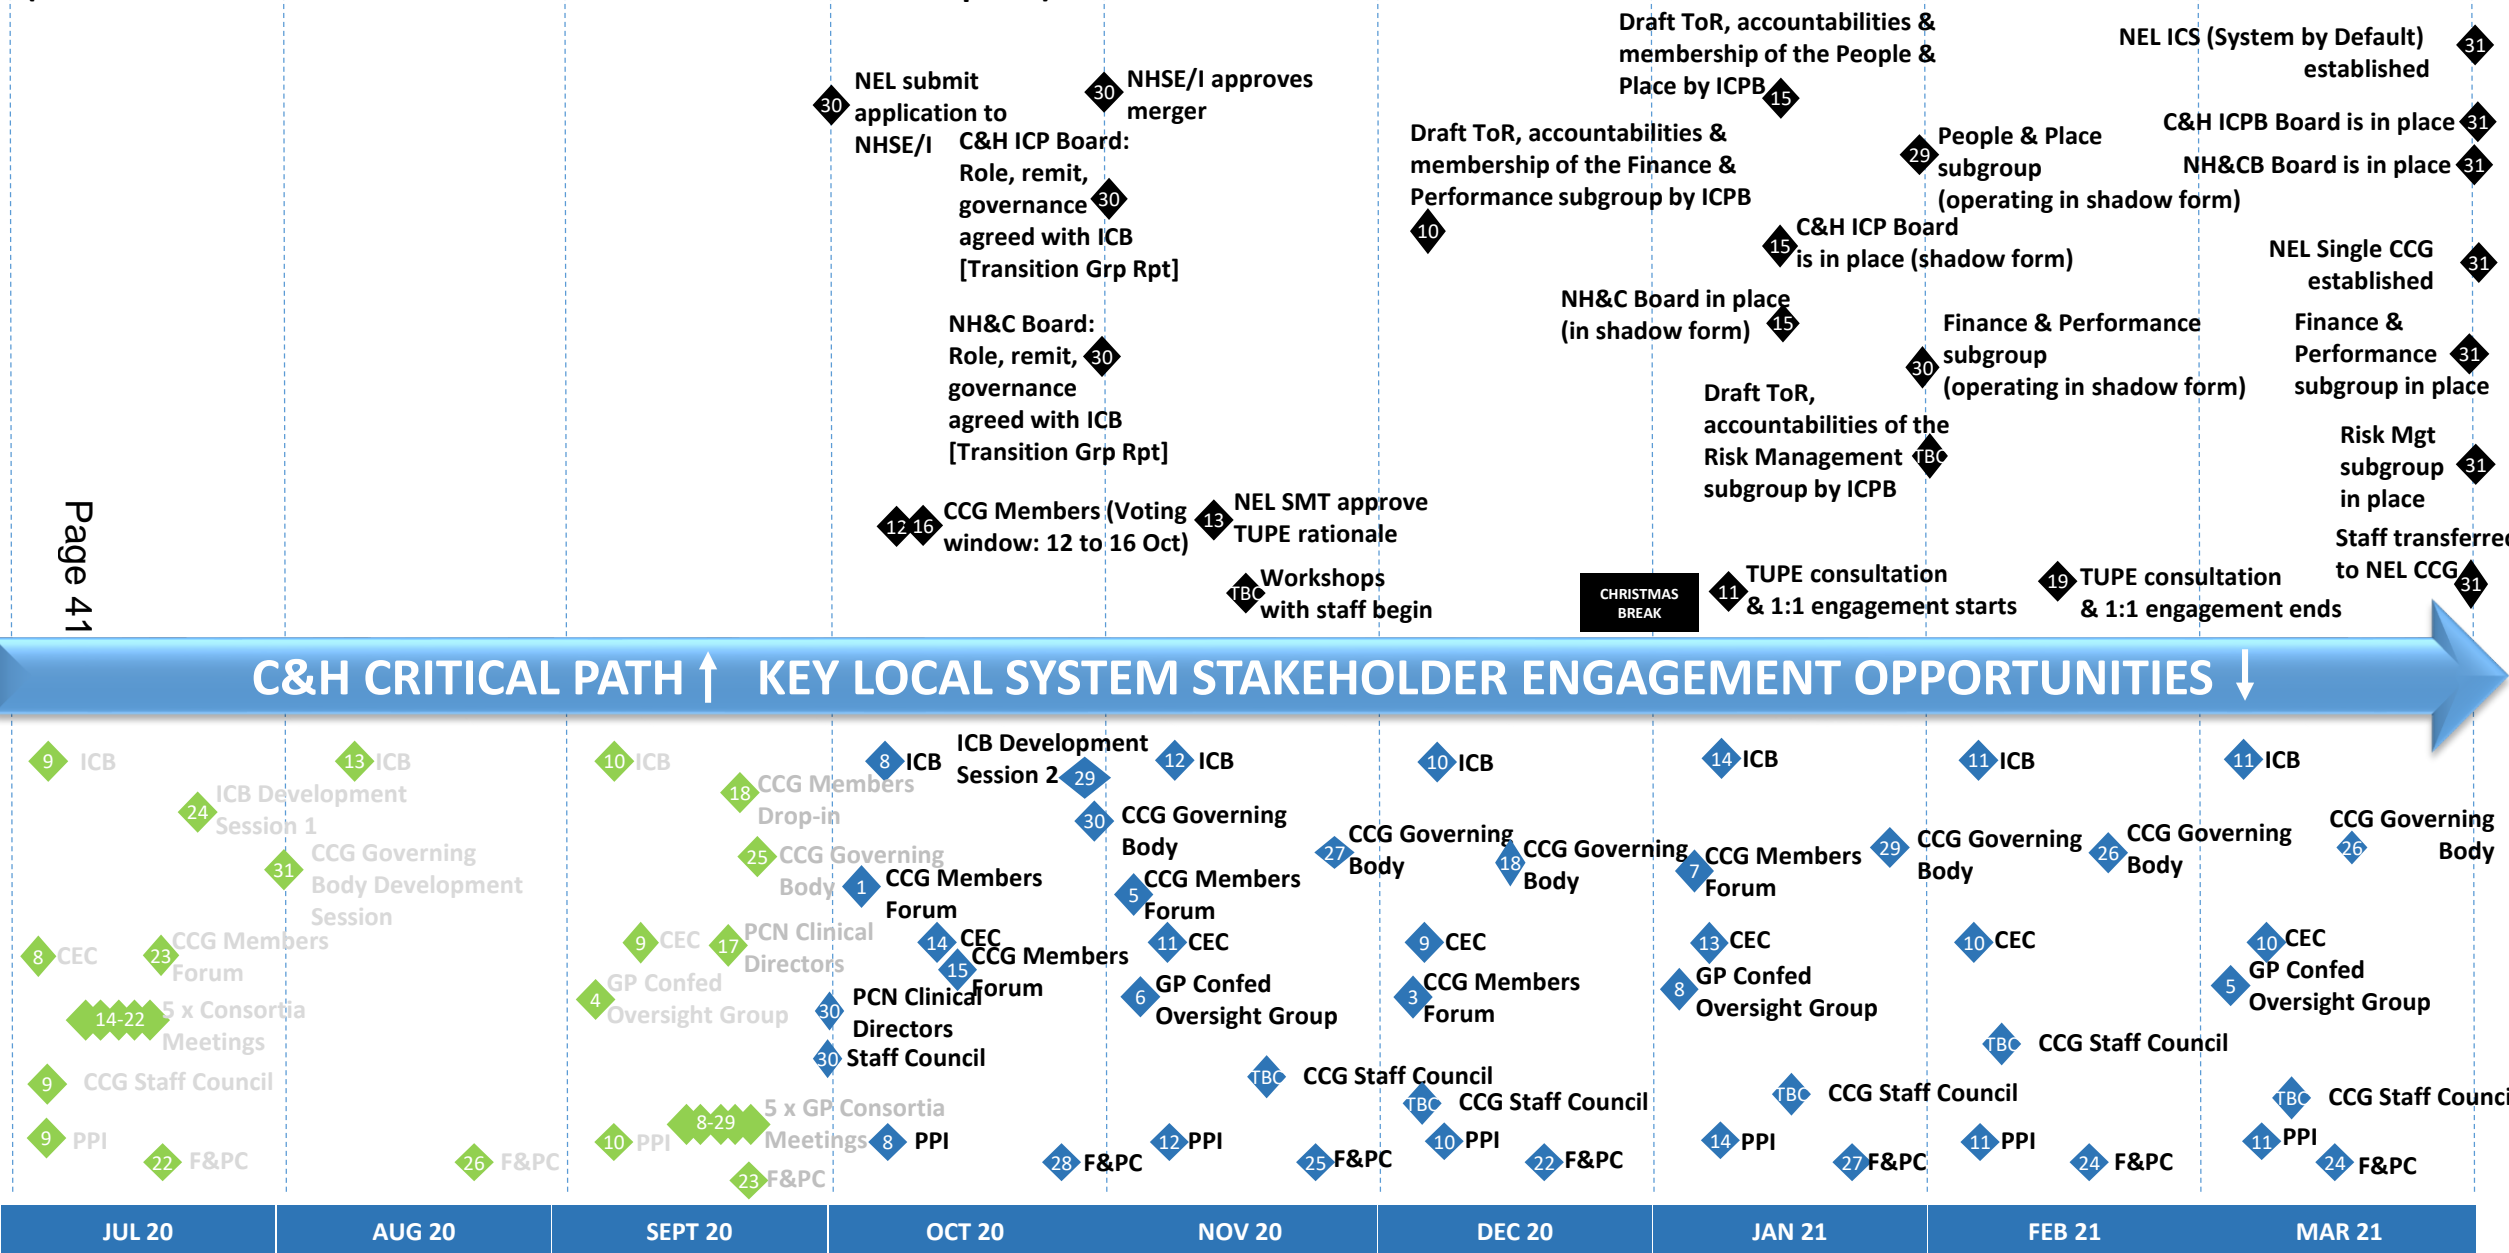 Draft ToR, accountabilities &
membership of the People &
Place by ICPB
15
NEL ICS (System by Default)
established
31
NEL submit
application to
NHSE/I
30
NHSE/I approves
merger
30
C&H ICPB Board is in place
31
NH&CB Board is in place
31
C&H ICP Board:
Role, remit,
governance
agreed with ICB
[Transition Grp Rpt]
30
Draft ToR, accountabilities &
membership of the Finance &
Performance subgroup by ICPB
10
29
People & Place
subgroup
(operating in shadow form)
15
C&H ICP Board
is in place (shadow form)
NEL Single CCG
established
31
NH&C Board in place
(in shadow form)
15
NH&C Board:
Role, remit,
governance
agreed with ICB
[Transition Grp Rpt]
30
30
Finance & Performance
subgroup
(operating in shadow form)
Finance &
Performance
subgroup in place
31
Draft ToR,
accountabilities of the
Risk Management
subgroup by ICPB
TBC
Risk Mgt
subgroup
in place
31
Page 41
12
16
CCG Members (Voting
window: 12 to 16 Oct)
13
NEL SMT approve
TUPE rationale
TBC
Workshops
with staff begin
CHRISTMAS
BREAK
11
TUPE consultation
& 1:1 engagement starts
19
TUPE consultation
& 1:1 engagement ends
Staff transferred
to NEL CCG
31
C&H CRITICAL PATH ↑ KEY LOCAL SYSTEM STAKEHOLDER ENGAGEMENT OPPORTUNITIES ↓
9 ICB
13 ICB
10 ICB
8 ICB
ICB Development
Session 2
29
12 ICB
10 ICB
14 ICB
11 ICB
11 ICB
24
ICB Development
Session 1
18
CCG Members
Drop-in
30
CCG Governing
Body
31
CCG Governing
Body Development
Session
25
CCG Governing
Body
27
CCG Governing
Body
18
CCG Governing
Body
29
CCG Governing
Body
26
CCG Governing
Body
26
CCG Governing
Body
1
CCG Members
Forum
5
CCG Members
Forum
7
CCG Members
Forum
8 CEC
23
CCG Members
Forum
9 CEC
17
PCN Clinical
Directors
14 CEC
15
CCG Members
Forum
11 CEC
9 CEC
13 CEC
10 CEC
10 CEC
14-22
5 x Consortia
Meetings
4
GP Confed
Oversight Group
30
PCN Clinical
Directors
6
GP Confed
Oversight Group
3
CCG Members
Forum
8
GP Confed
Oversight Group
5
GP Confed
Oversight Group
9 CCG Staff Council
30 Staff Council
TBC CCG Staff Council
TBC CCG Staff Council
TBC CCG Staff Council
TBC CCG Staff Council
TBC CCG Staff Counci
9 PPI
10 PPI
8-29
5 x GP Consortia
Meetings
8 PPI
12 PPI
10 PPI
14 PPI
11 PPI
11 PPI
22 F&PC
26 F&PC
23 F&PC
28 F&PC
25 F&PC
22 F&PC
27 F&PC
24 F&PC
24 F&PC
JUL 20
AUG 20
SEPT 20
OCT 20
NOV 20
DEC 20
JAN 21
FEB 21
MAR 21